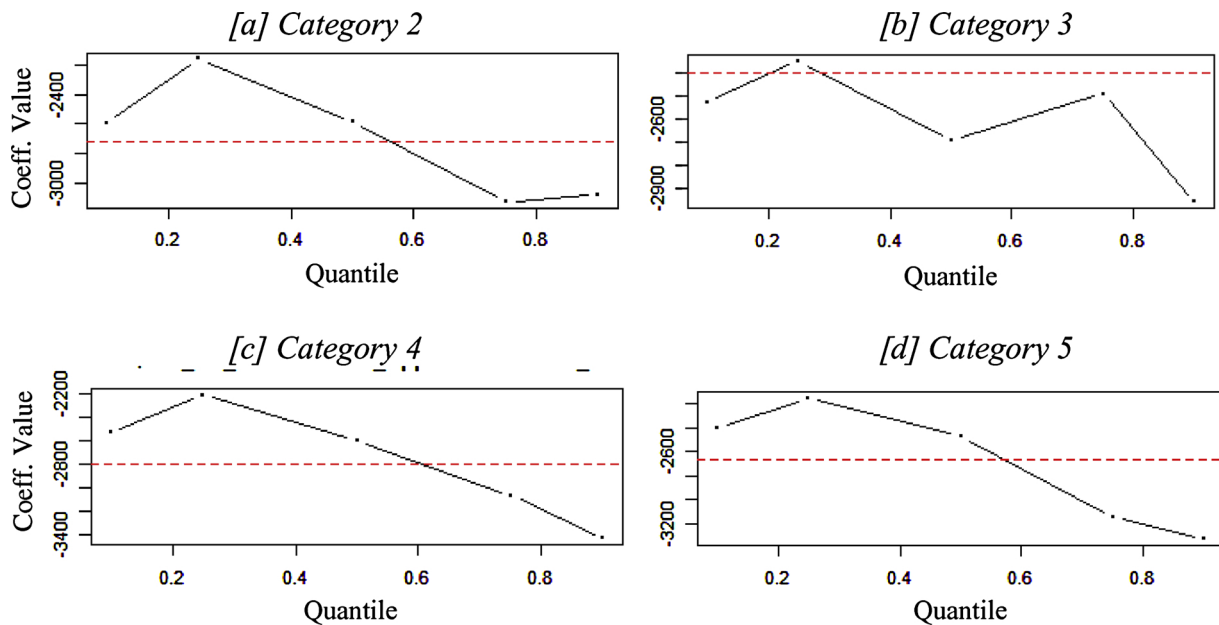 [a] Category 2
[b] Category 3
Coeff. Value
-2400
-3000
-2600
-2900
0.2 0.4 0.6 0.8
0.2 0.4 0.6 0.8
Quantile
Quantile
[c] Category 4
[d] Category 5
Coeff. Value
-2200
-2800
-3400
-2600
-3200
0.2 0.4 0.6 0.8
0.2 0.4 0.6 0.8
Quantile
Quantile